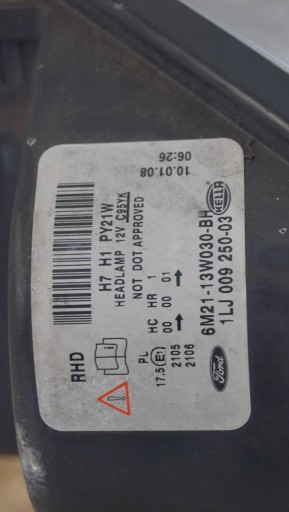 HELLA
Ford
6M21-13W030-BH
1LJ 009 250-03
10.01.08
06:26
HC HR 1
00 00 01
H7 H1 PY21W
HEADLAMP 12V C95YK
NOT DOT APPROVED
RHD
PL
17.5 E1
2105
2106